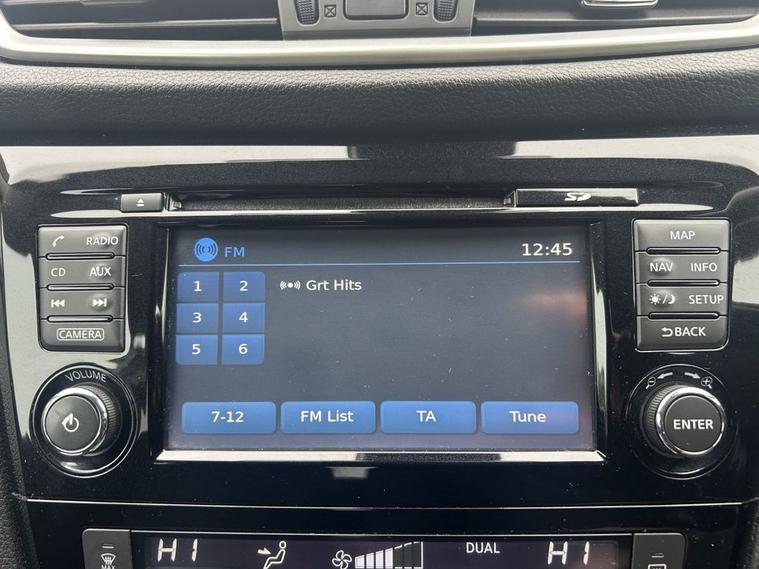 SD
RADIO
CD AUX
CAMERA
VOLUME
FM 12:45
1 2
Grt Hits
3 4
5 6
7-12 FM List TA Tune
MAP
NAV INFO
SETUP
BACK
ENTER
MAX
HI DUAL HI